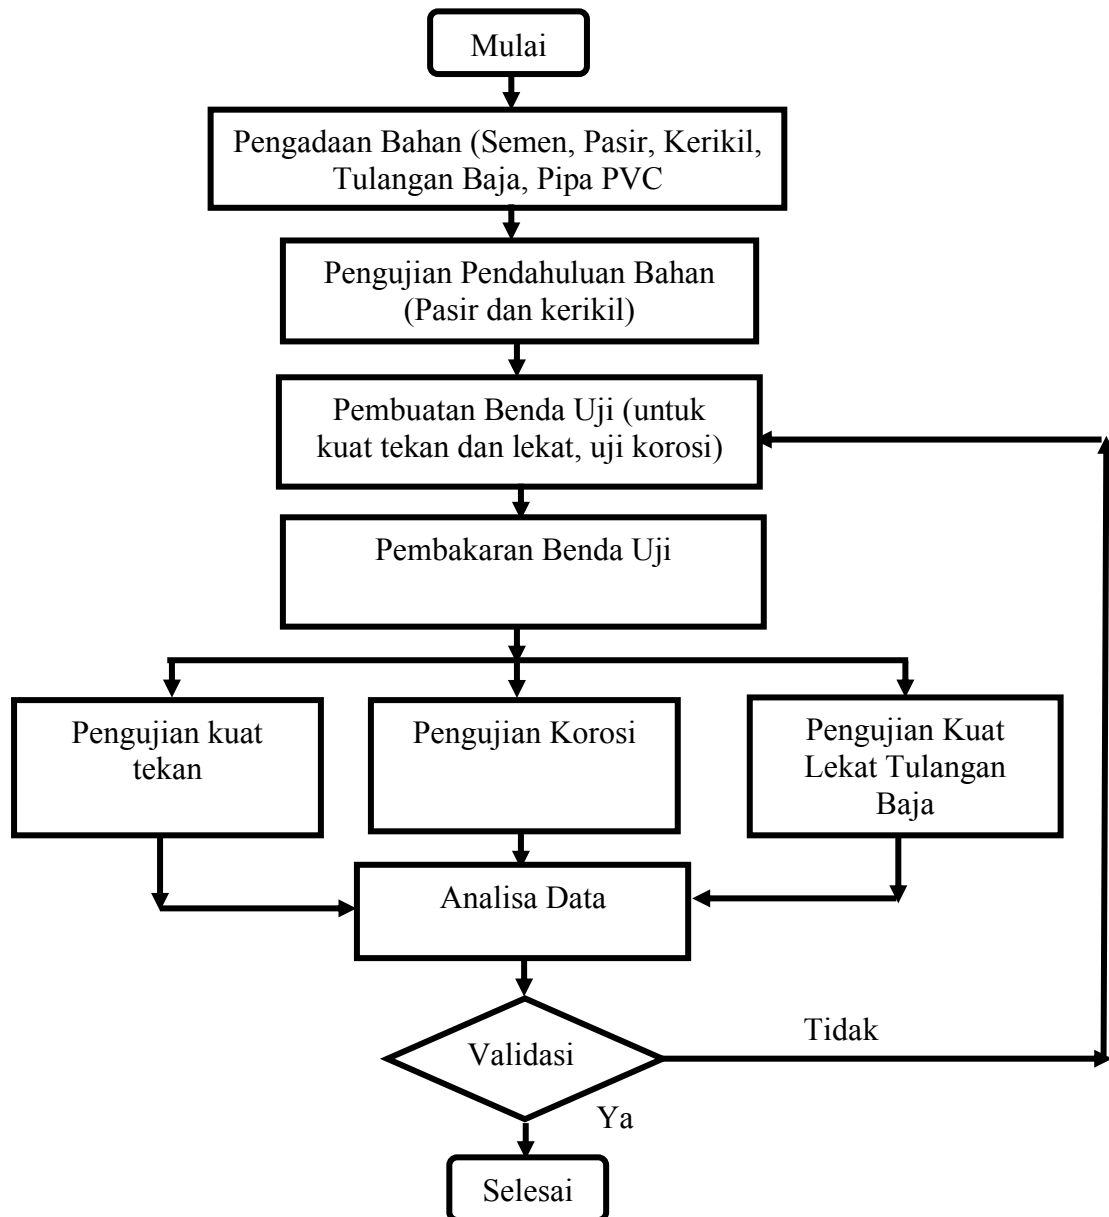 Mulai
Pengadaan Bahan (Semen, Pasir, Kerikil,
Tulangan Baja, Pipa PVC
Pengujian Pendahuluan Bahan
(Pasir dan kerikil)
Pembuatan Benda Uji (untuk
kuat tekan dan lekat, uji korosi)
Pembakaran Benda Uji
Pengujian kuat
tekan
Pengujian Korosi
Pengujian Kuat
Lekat Tulangan
Baja
Analisa Data
Validasi
Tidak
Ya
Selesai